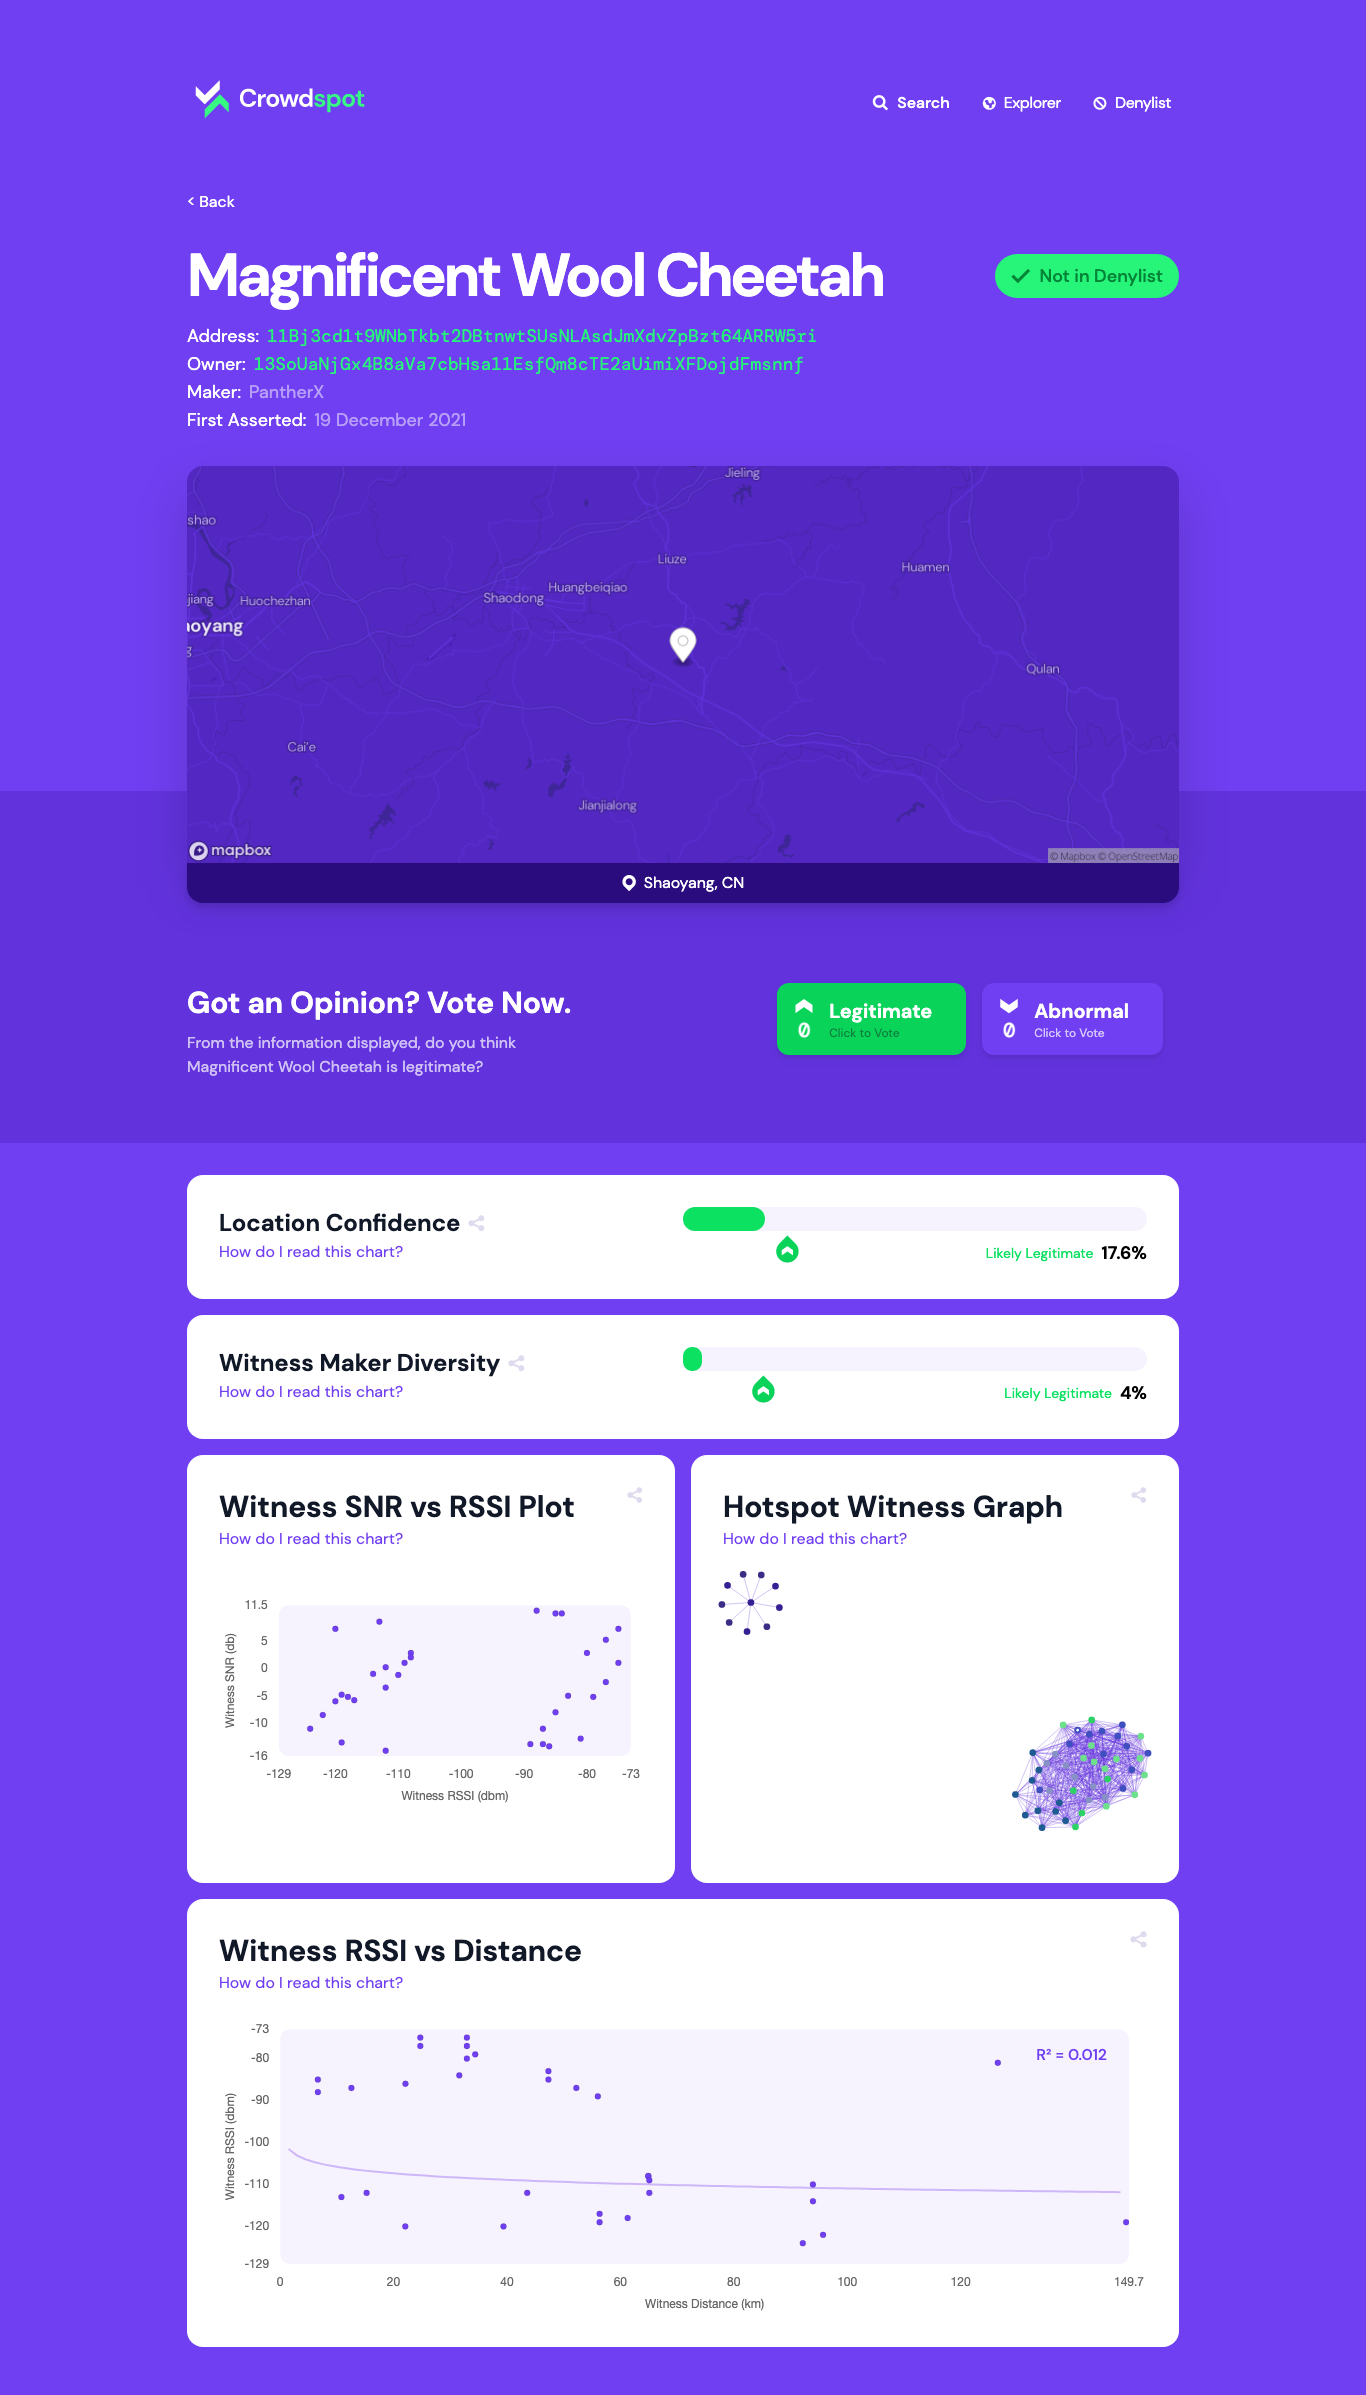 Crowdspot
Search
Explorer
Denylist
< Back
Magnificent Wool Cheetah
Not in Denylist
Address: 11Bj3cd1t9WNbTkbt2DBtnwtSUsNLAsdJmXdvZpBzt64ARRW5ri
Owner: 13SoUaNjGx4B8aVa7cbHsa11EsfQm8cTE2aUimiXFDojdFmsnnf
Maker: PantherX
First Asserted: 19 December 2021
Jieling
shao
Liuze
Huamen
Huangbeiqiao
Shaodong
jiang
Huochezhan
aoyang
g
Qulan
Cai'e
Jianjialong
mapbox
© Mapbox © OpenStreetMap
Shaoyang, CN
Got an Opinion? Vote Now.
From the information displayed, do you think
Magnificent Wool Cheetah is legitimate?
Legitimate
0
Click to Vote
Abnormal
0
Click to Vote
Location Confidence
How do I read this chart?
Likely Legitimate 17.6%
Witness Maker Diversity
How do I read this chart?
Likely Legitimate 4%
Witness SNR vs RSSI Plot
How do I read this chart?
11.5
5
0
-5
-10
-16
Witness SNR (db)
-129 -120 -110 -100 -90 -80 -73
Witness RSSI (dbm)
Hotspot Witness Graph
How do I read this chart?
Witness RSSI vs Distance
How do I read this chart?
-73
-80
-90
-100
-110
-120
-129
Witness RSSI (dbm)
R² = 0.012
0 20 40 60 80 100 120 149.7
Witness Distance (km)